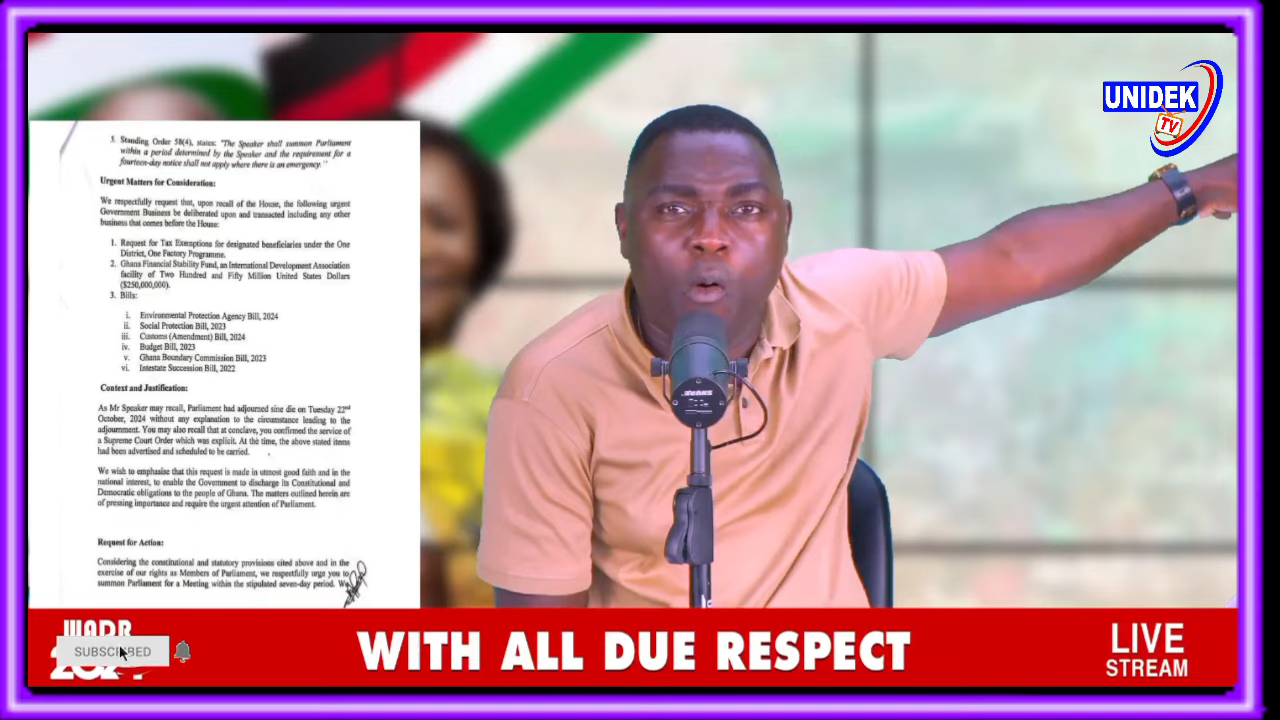 UNIDEK
TV
5. Standing Order 58(4), states: "The Speaker shall summon Parliament
within a period determined by the Speaker and the requirement for a
fourteen-day notice shall not apply where there is an emergency."
Urgent Matters for Consideration:
We respectfully request that, upon recall of the House, the following urgent
Government Business be deliberated upon and transacted including any other
business that comes before the House:
1. Request for Tax Exemptions for designated beneficiaries under the One
District, One Factory Programme.
2. Ghana Financial Stability Fund, an International Development Association
facility of Two Hundred and Fifty Million United States Dollars
($250,000,000).
3. Bills:
i. Environmental Protection Agency Bill, 2024
ii. Social Protection Bill, 2023
iii. Customs (Amendment) Bill, 2024
iv. Budget Bill, 2023
v. Ghana Boundary Commission Bill, 2023
vi. Intestate Succession Bill, 2022
Context and Justification:
As Mr Speaker may recall, Parliament had adjourned sine die on Tuesday 22nd
October, 2024 without any explanation to the circumstance leading to the
adjournment. You may also recall that at conclave, you confirmed the service of
a Supreme Court Order which was explicit. At the time, the above stated items
had been advertised and scheduled to be carried.
We wish to emphasise that this request is made in utmost good faith and in the
national interest, to enable the Government to discharge its Constitutional and
Democratic obligations to the people of Ghana. The matters outlined herein are
of pressing importance and require the urgent attention of Parliament.
Request for Action:
Considering the constitutional and statutory provisions cited above and in the
exercise of our rights as Members of Parliament, we respectfully urge you to
summon Parliament for a Meeting within the stipulated seven-day period. We
WADR
SUBSCRIBED
WITH ALL DUE RESPECT
LIVE
STREAM